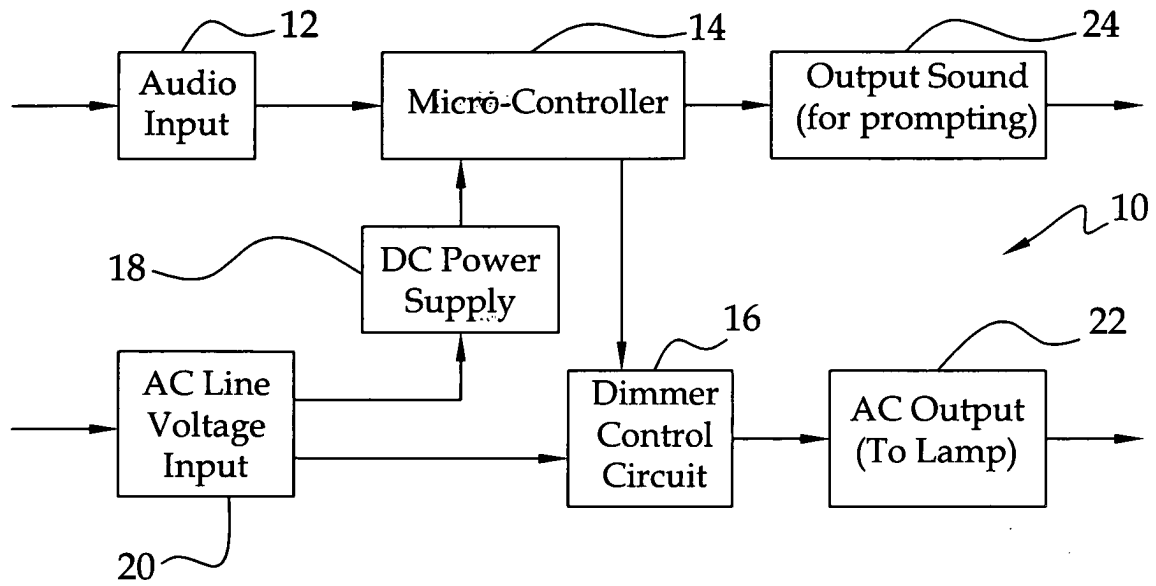 12
14
24
Audio
Input
Micro-Controller
Output Sound
(for prompting)
10
18
DC Power
Supply
16
22
AC Line
Voltage
Input
Dimmer
Control
Circuit
AC Output
(To Lamp)
20